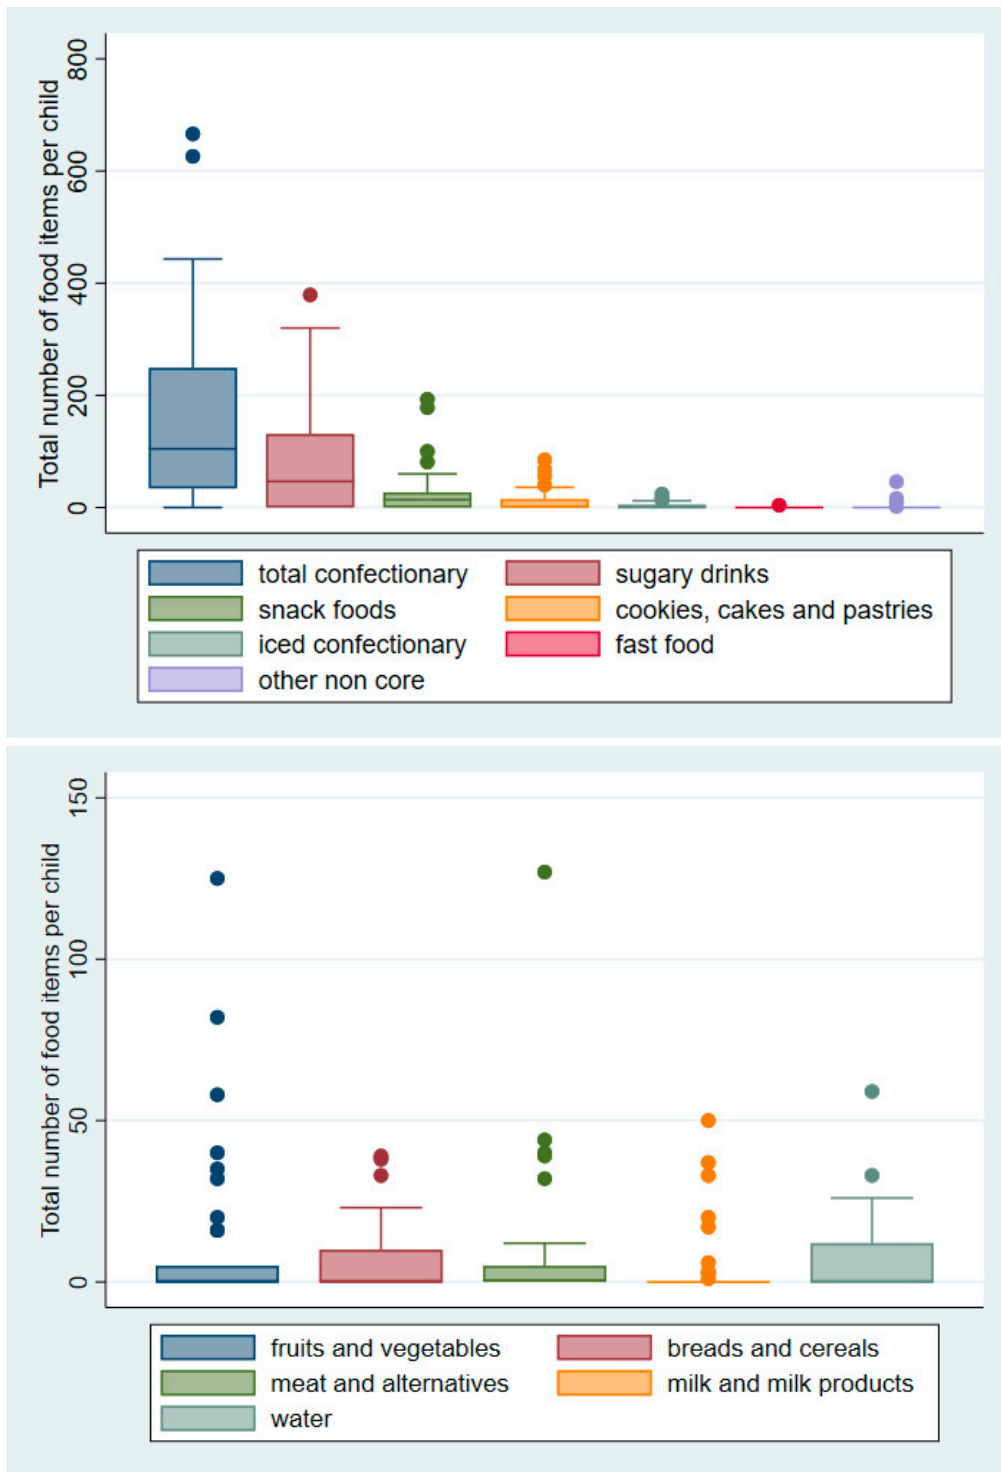 Total number of food items per child
800
600
400
200
0
total confectionary
sugary drinks
snack foods
cookies, cakes and pastries
iced confectionary
fast food
other non core
Total number of food items per child
150
100
50
0
fruits and vegetables
breads and cereals
meat and alternatives
milk and milk products
water